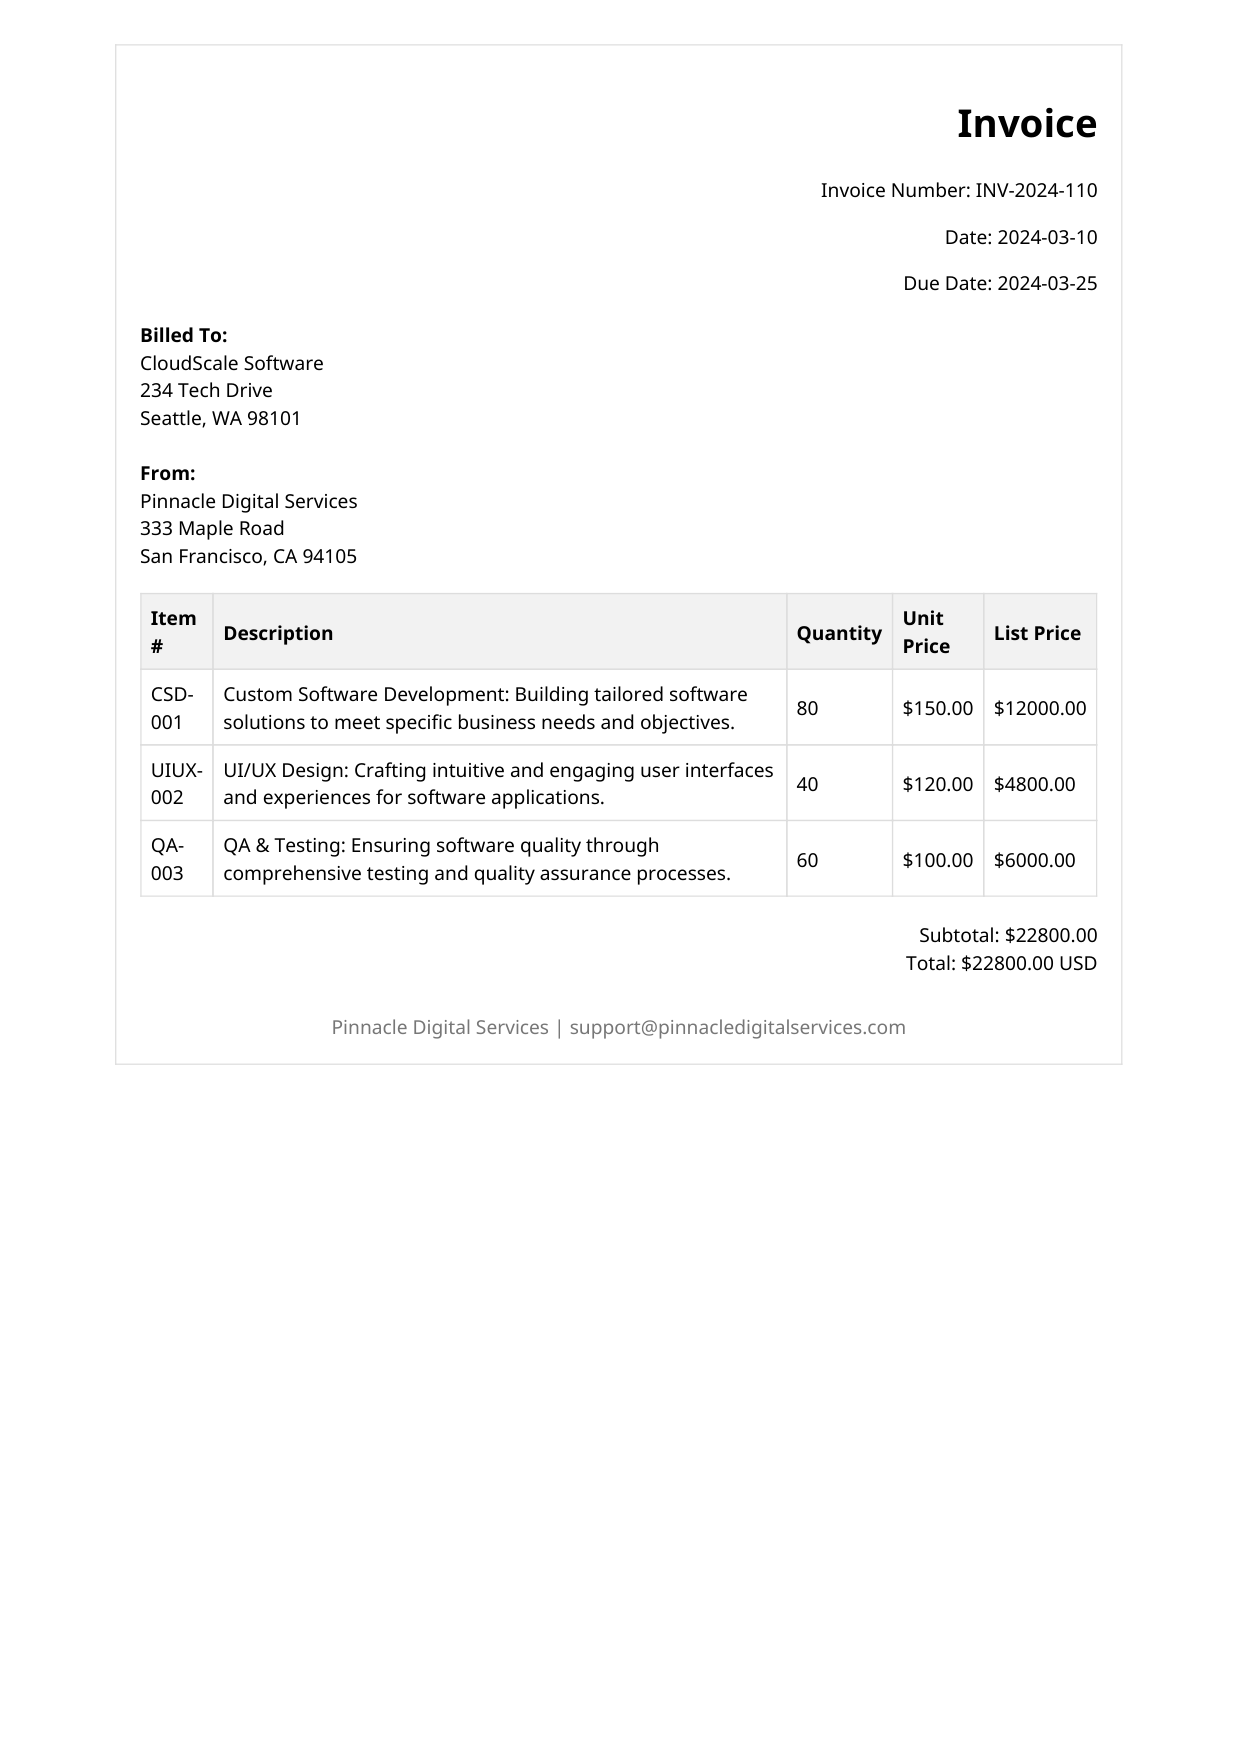 Invoice
Invoice Number: INV-2024-110
Date: 2024-03-10
Due Date: 2024-03-25
Billed To:
CloudScale Software
234 Tech Drive
Seattle, WA 98101
From:
Pinnacle Digital Services
333 Maple Road
San Francisco, CA 94105
Item # Description Quantity Unit Price List Price
CSD-001 Custom Software Development: Building tailored software solutions to meet specific business needs and objectives. 80 $150.00 $12000.00
UIUX-002 UI/UX Design: Crafting intuitive and engaging user interfaces and experiences for software applications. 40 $120.00 $4800.00
QA-003 QA & Testing: Ensuring software quality through comprehensive testing and quality assurance processes. 60 $100.00 $6000.00
Subtotal: $22800.00
Total: $22800.00 USD
Pinnacle Digital Services | support@pinnacledigitalservices.com